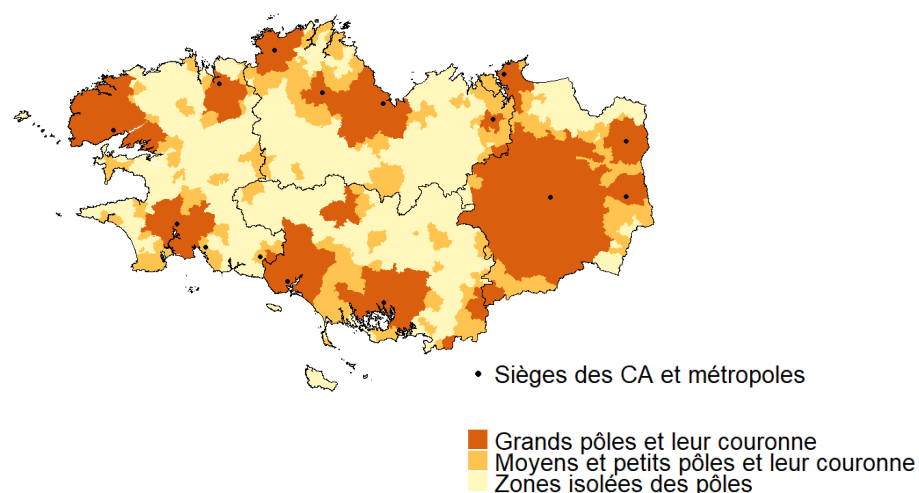 Sièges des CA et métropoles
Grands pôles et leur couronne
Moyens et petits pôles et leur couronne
Zones isolées des pôles